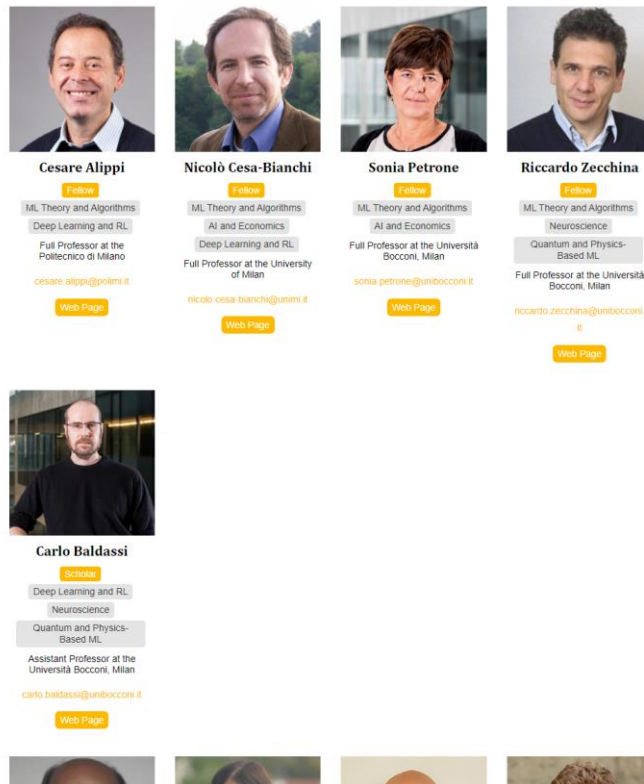 Cesare Alippi
Fellow
ML Theory and Algorithms
Deep Learning and RL
Full Professor at the
Politecnico di Milano
cesare.alippi@polimi.it
Web Page
Nicolò Cesa-Bianchi
Fellow
ML Theory and Algorithms
AI and Economics
Deep Learning and RL
Full Professor at the University
of Milan
nicolo.cesa-bianchi@unimi.it
Web Page
Sonia Petrone
Fellow
ML Theory and Algorithms
AI and Economics
Full Professor at the Università
Bocconi, Milan
sonia.petrone@unibocconi.it
Web Page
Riccardo Zecchina
Fellow
ML Theory and Algorithms
Neuroscience
Quantum and Physics-
Based ML
Full Professor at the Università
Bocconi, Milan
riccardo.zecchina@unibocconi.
it
Web Page
Carlo Baldassi
Scholar
Deep Learning and RL
Neuroscience
Quantum and Physics-
Based ML
Assistant Professor at the
Università Bocconi, Milan
carlo.baldassi@unibocconi.it
Web Page